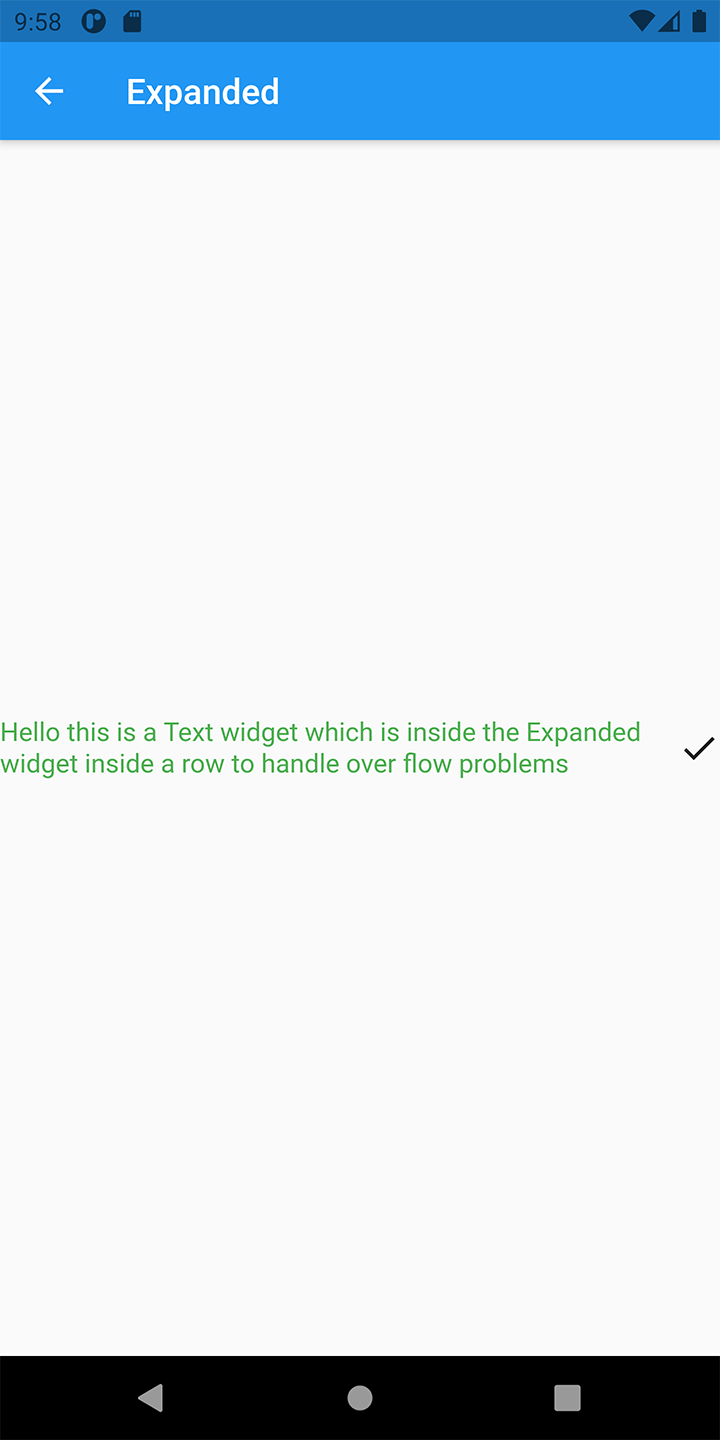 9:58
Expanded
Hello this is a Text widget which is inside the Expanded
widget inside a row to handle over flow problems